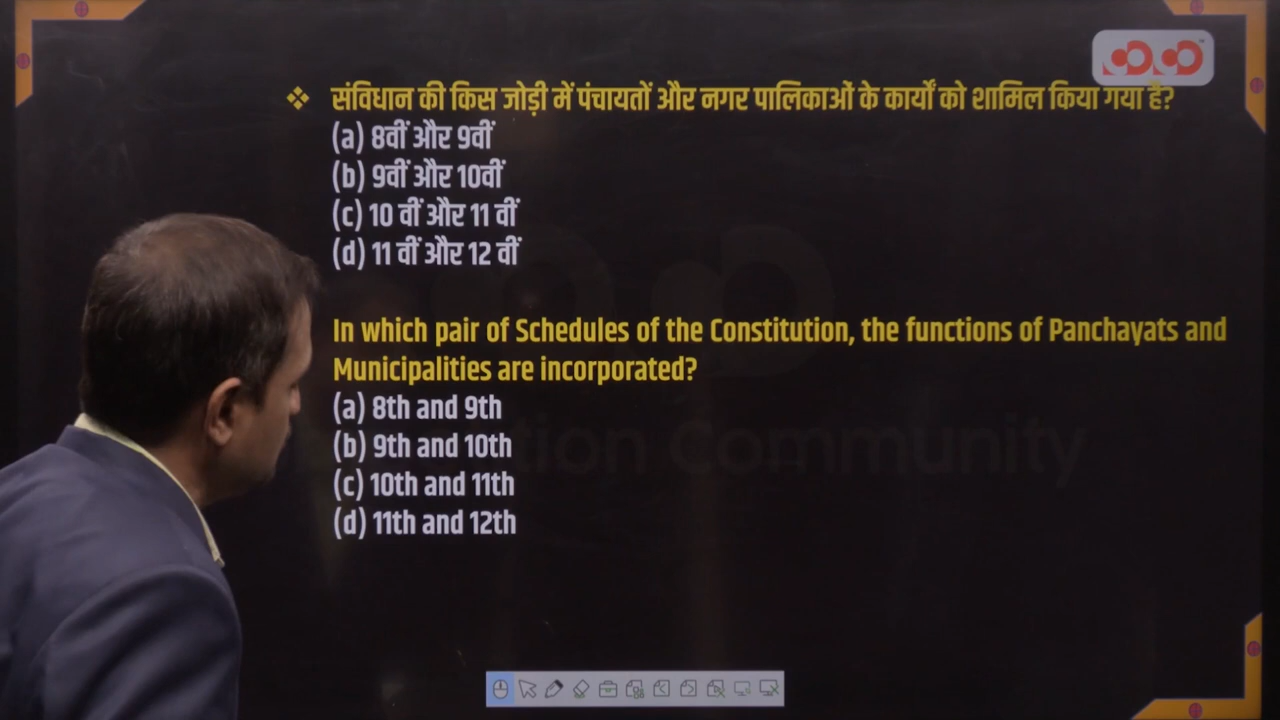 ❖ संविधान की किस जोड़ी में पंचायतों और नगर पालिकाओं के कार्यों को शामिल किया गया है?
(a) 8वीं और 9वीं
(b) 9वीं और 10वीं
(c) 10 वीं और 11 वीं
(d) 11 वीं और 12 वीं
In which pair of Schedules of the Constitution, the functions of Panchayats and
Municipalities are incorporated?
(a) 8th and 9th
(b) 9th and 10th
(c) 10th and 11th
(d) 11th and 12th
Community